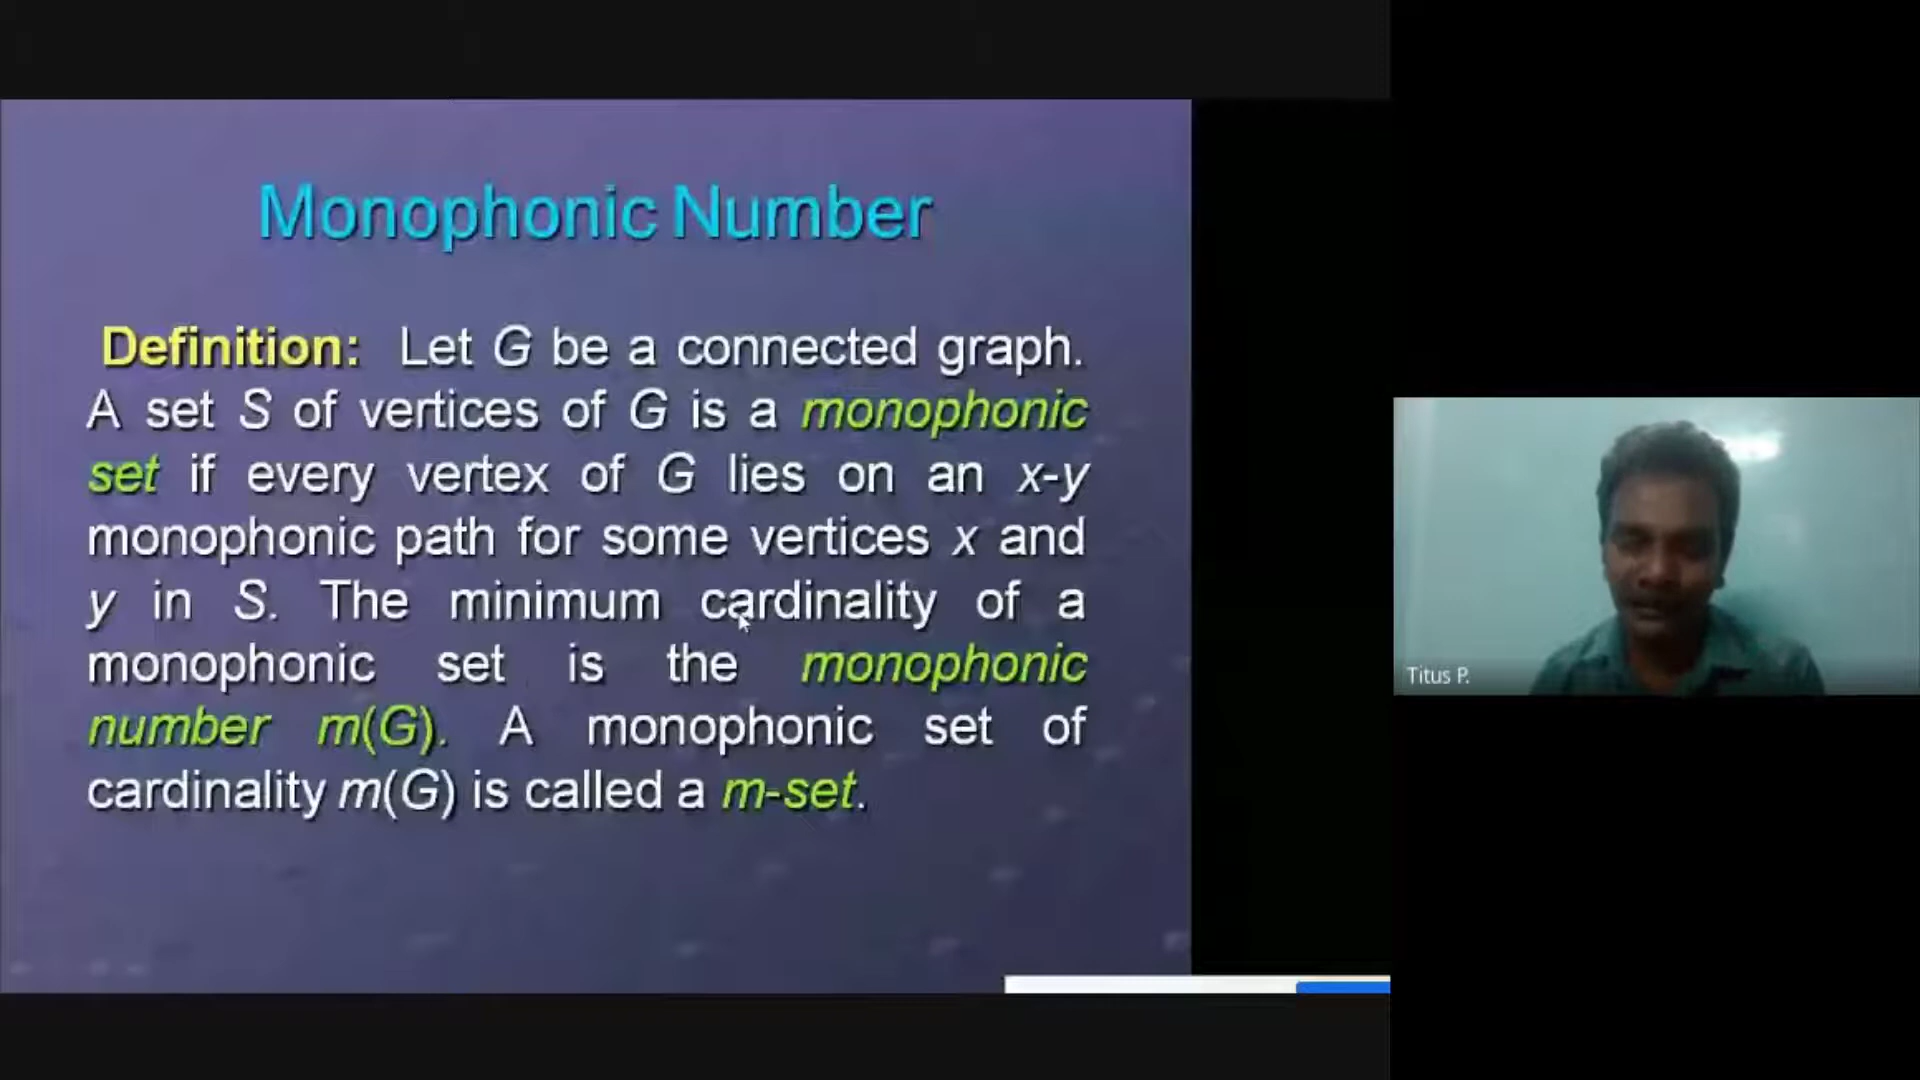 Monophonic Number
Definition: Let G be a connected graph.
A set S of vertices of G is a monophonic
set if every vertex of G lies on an x-y
monophonic path for some vertices x and
y in S. The minimum cardinality of a
monophonic set is the monophonic
number m(G). A monophonic set of
cardinality m(G) is called a m-set.
Titus P.